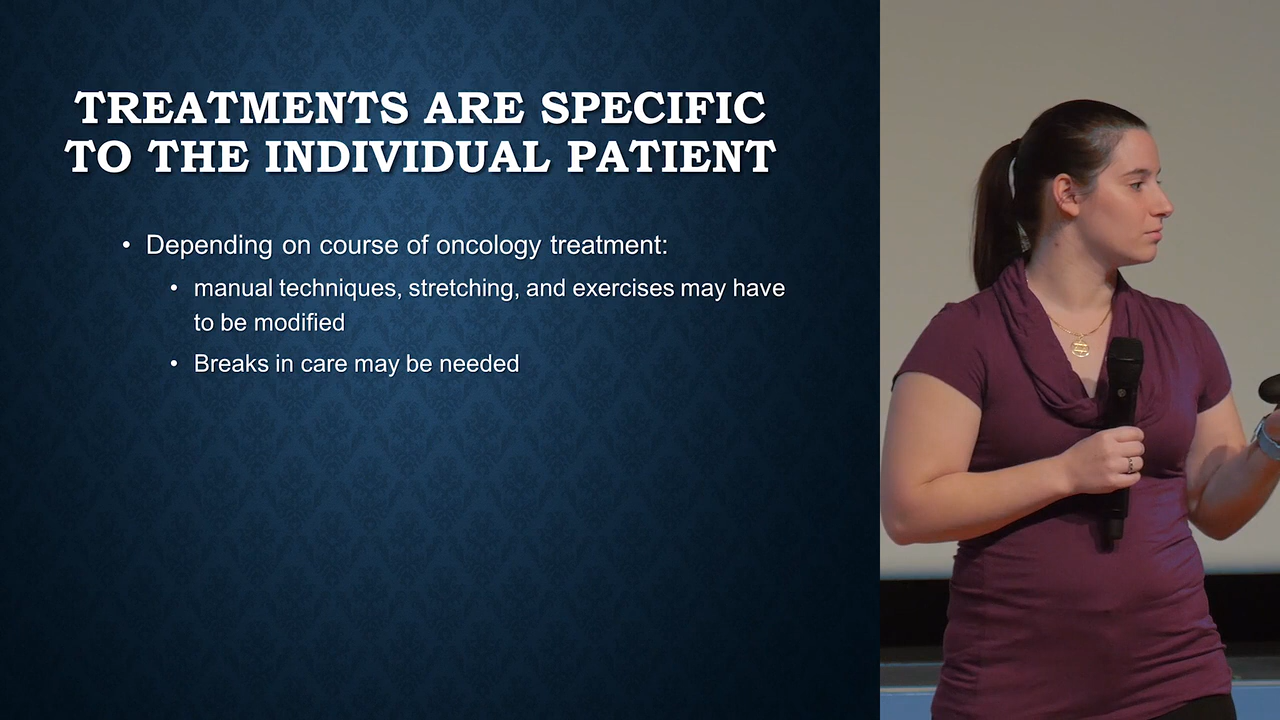 TREATMENTS ARE SPECIFIC
TO THE INDIVIDUAL PATIENT
• Depending on course of oncology treatment:
• manual techniques, stretching, and exercises may have
to be modified
• Breaks in care may be needed